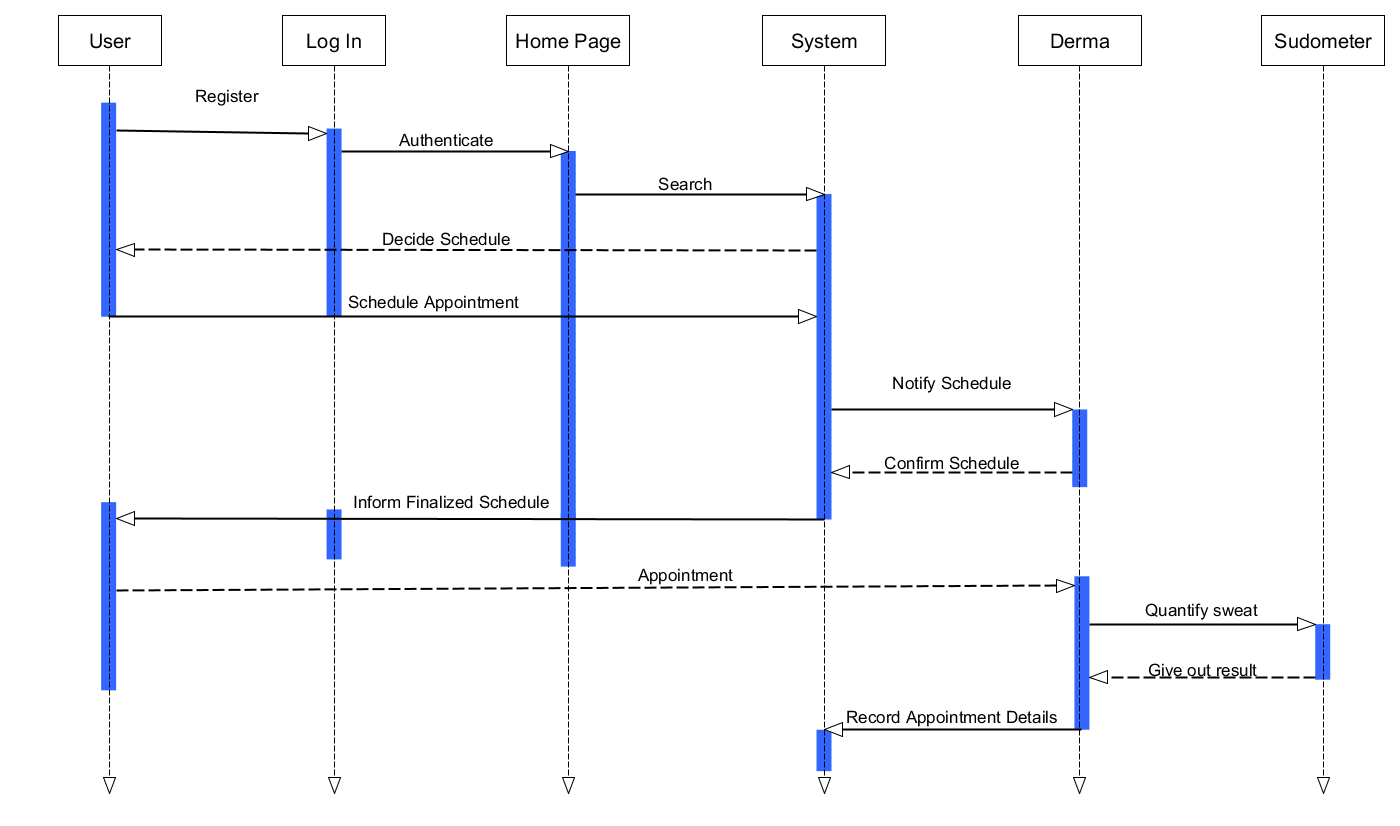 User
Log In
Home Page
System
Derma
Sudometer
Register
Authenticate
Search
Decide Schedule
Schedule Appointment
Notify Schedule
Confirm Schedule
Inform Finalized Schedule
Appointment
Quantify sweat
Give out result
Record Appointment Details